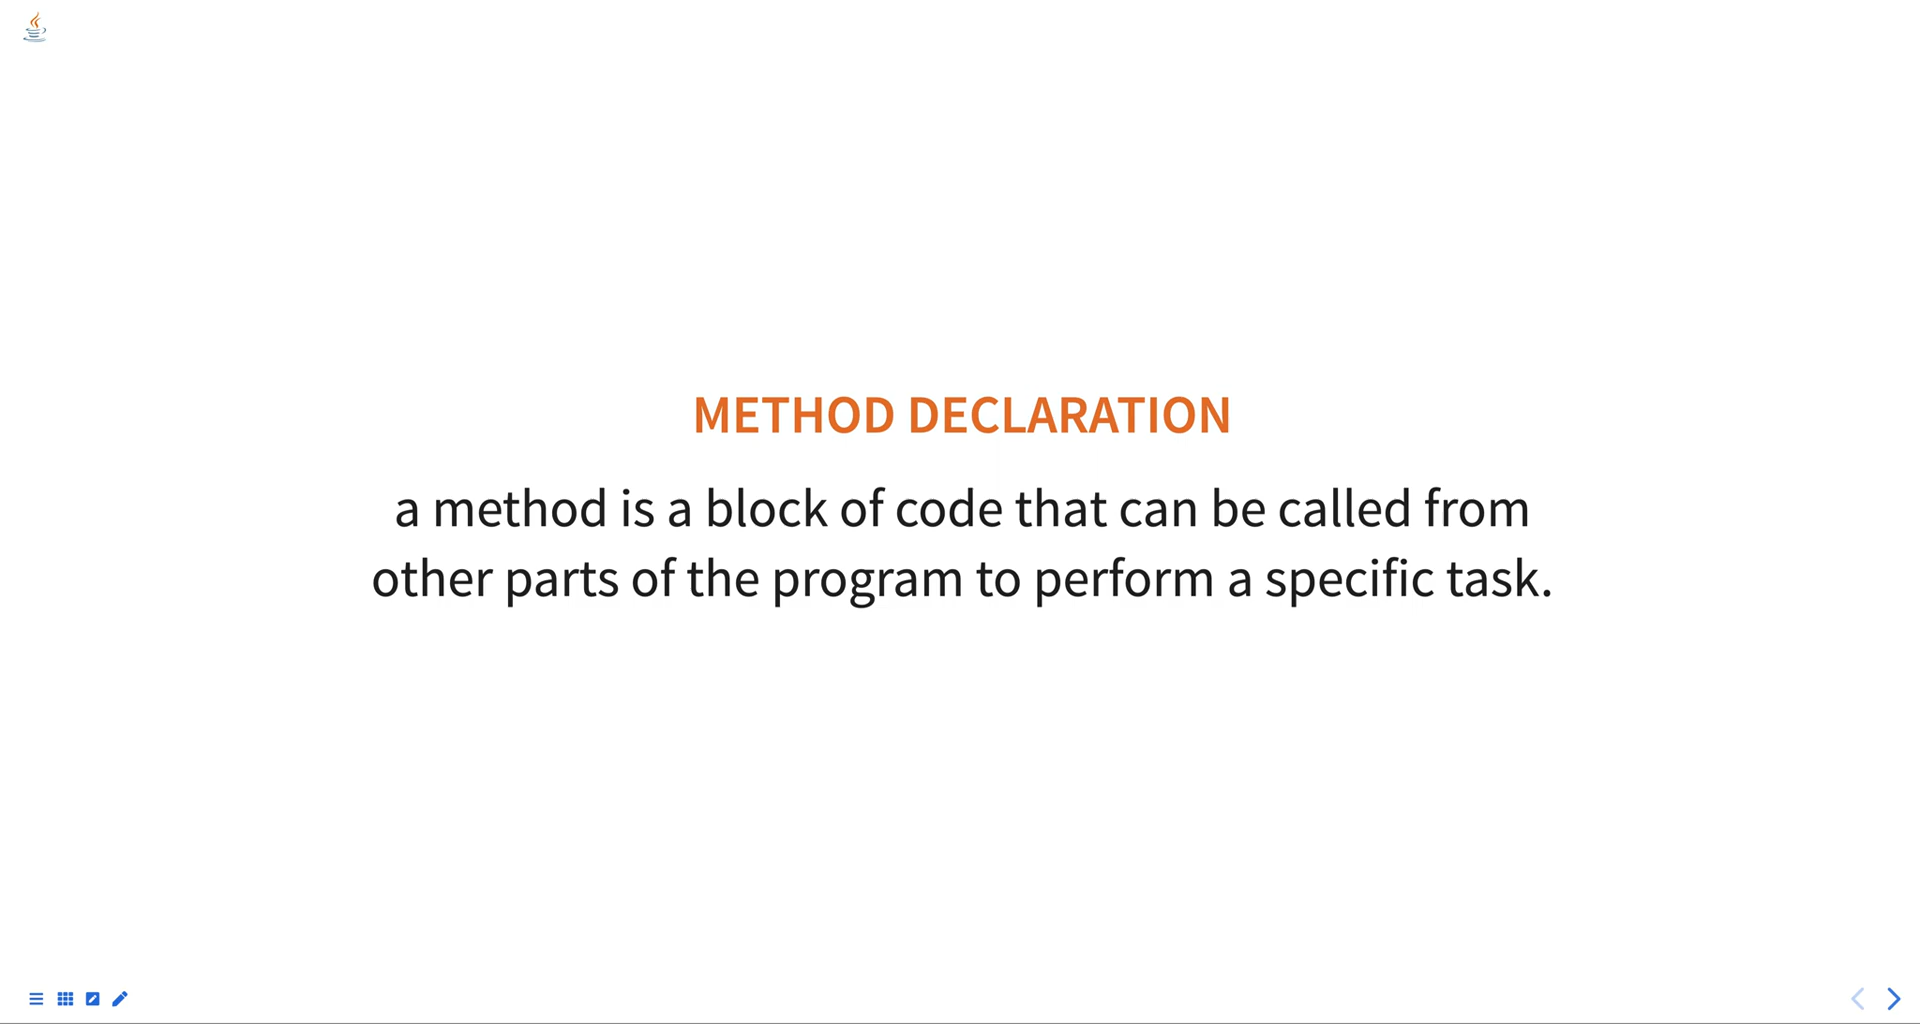 METHOD DECLARATION
a method is a block of code that can be called from
other parts of the program to perform a specific task.